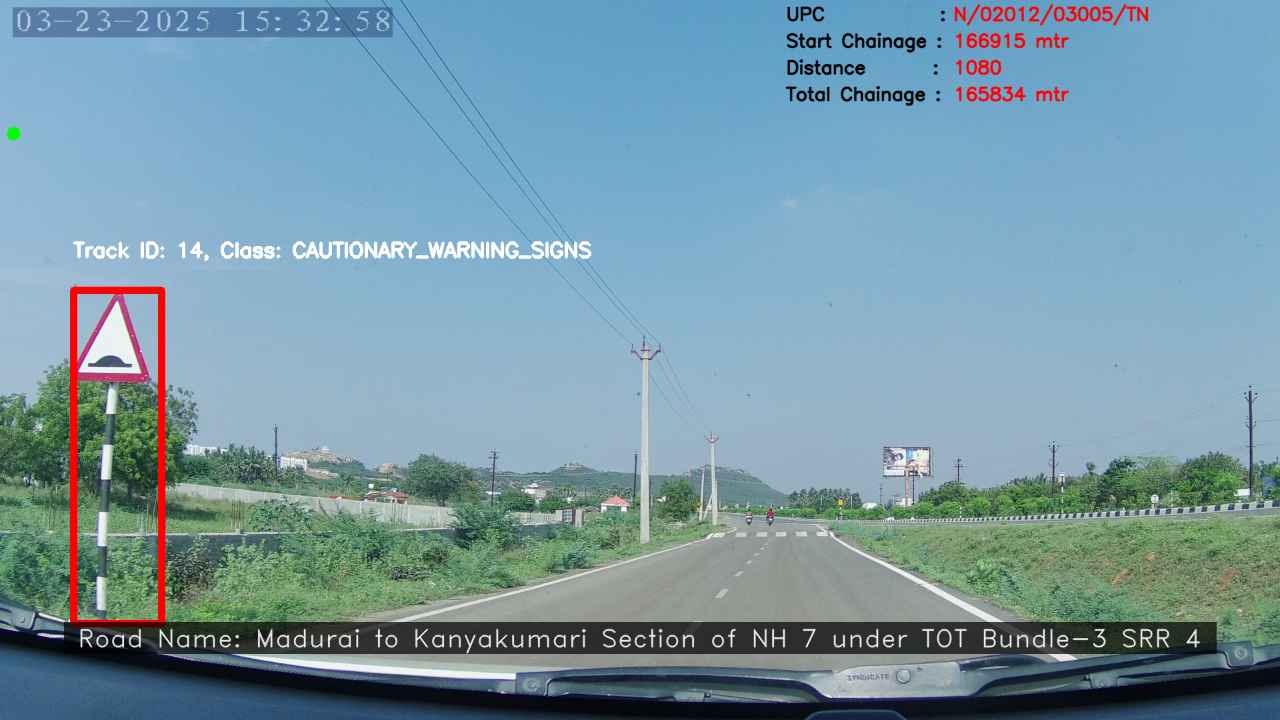 03-23-2025 15:32:58
UPC : N/02012/03005/TN
Start Chainage : 166915 mtr
Distance : 1080
Total Chainage : 165834 mtr
Track ID: 14, Class: CAUTIONARY_WARNING_SIGNS
Road Name: Madurai to Kanyakumari Section of NH 7 under TOT Bundle-3 SRR 4
SYNDICATE